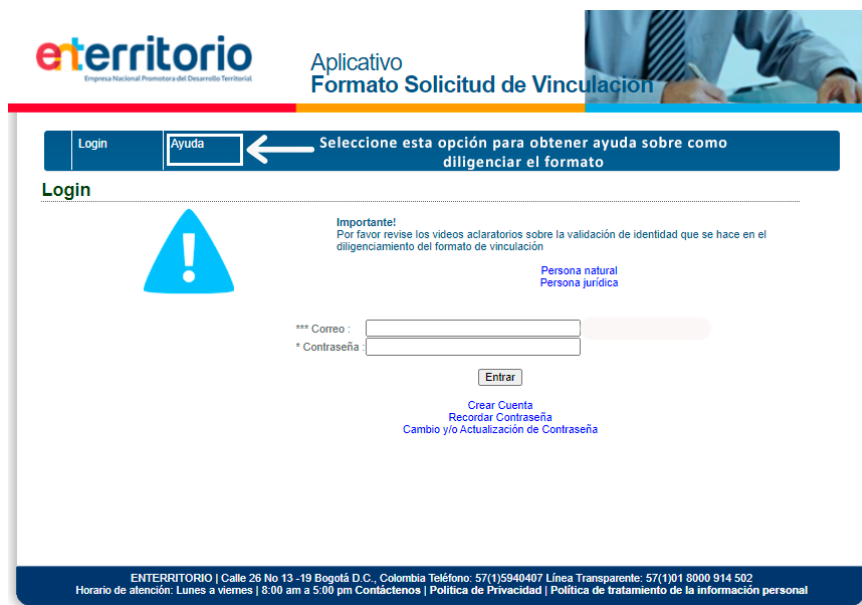 enterritorio
Empresa Nacional Promotora del Desarrollo Territorial
Aplicativo
Formato Solicitud de Vinculación
Login
Ayuda
Seleccione esta opción para obtener ayuda sobre como
diligenciar el formato
Login
!
Importante!
Por favor revise los videos aclaratorios sobre la validación de identidad que se hace en el
diligenciamiento del formato de vinculación
Persona natural
Persona jurídica
*** Correo :
* Contraseña :
Entrar
Crear Cuenta
Recordar Contraseña
Cambio y/o Actualización de Contraseña
ENTERRITORIO | Calle 26 No 13 -19 Bogotá D.C., Colombia Teléfono: 57(1)5940407 Línea Transparente: 57(1)01 8000 914 502
Horario de atención: Lunes a viernes | 8:00 am a 5:00 pm Contáctenos | Política de Privacidad | Política de tratamiento de la información personal